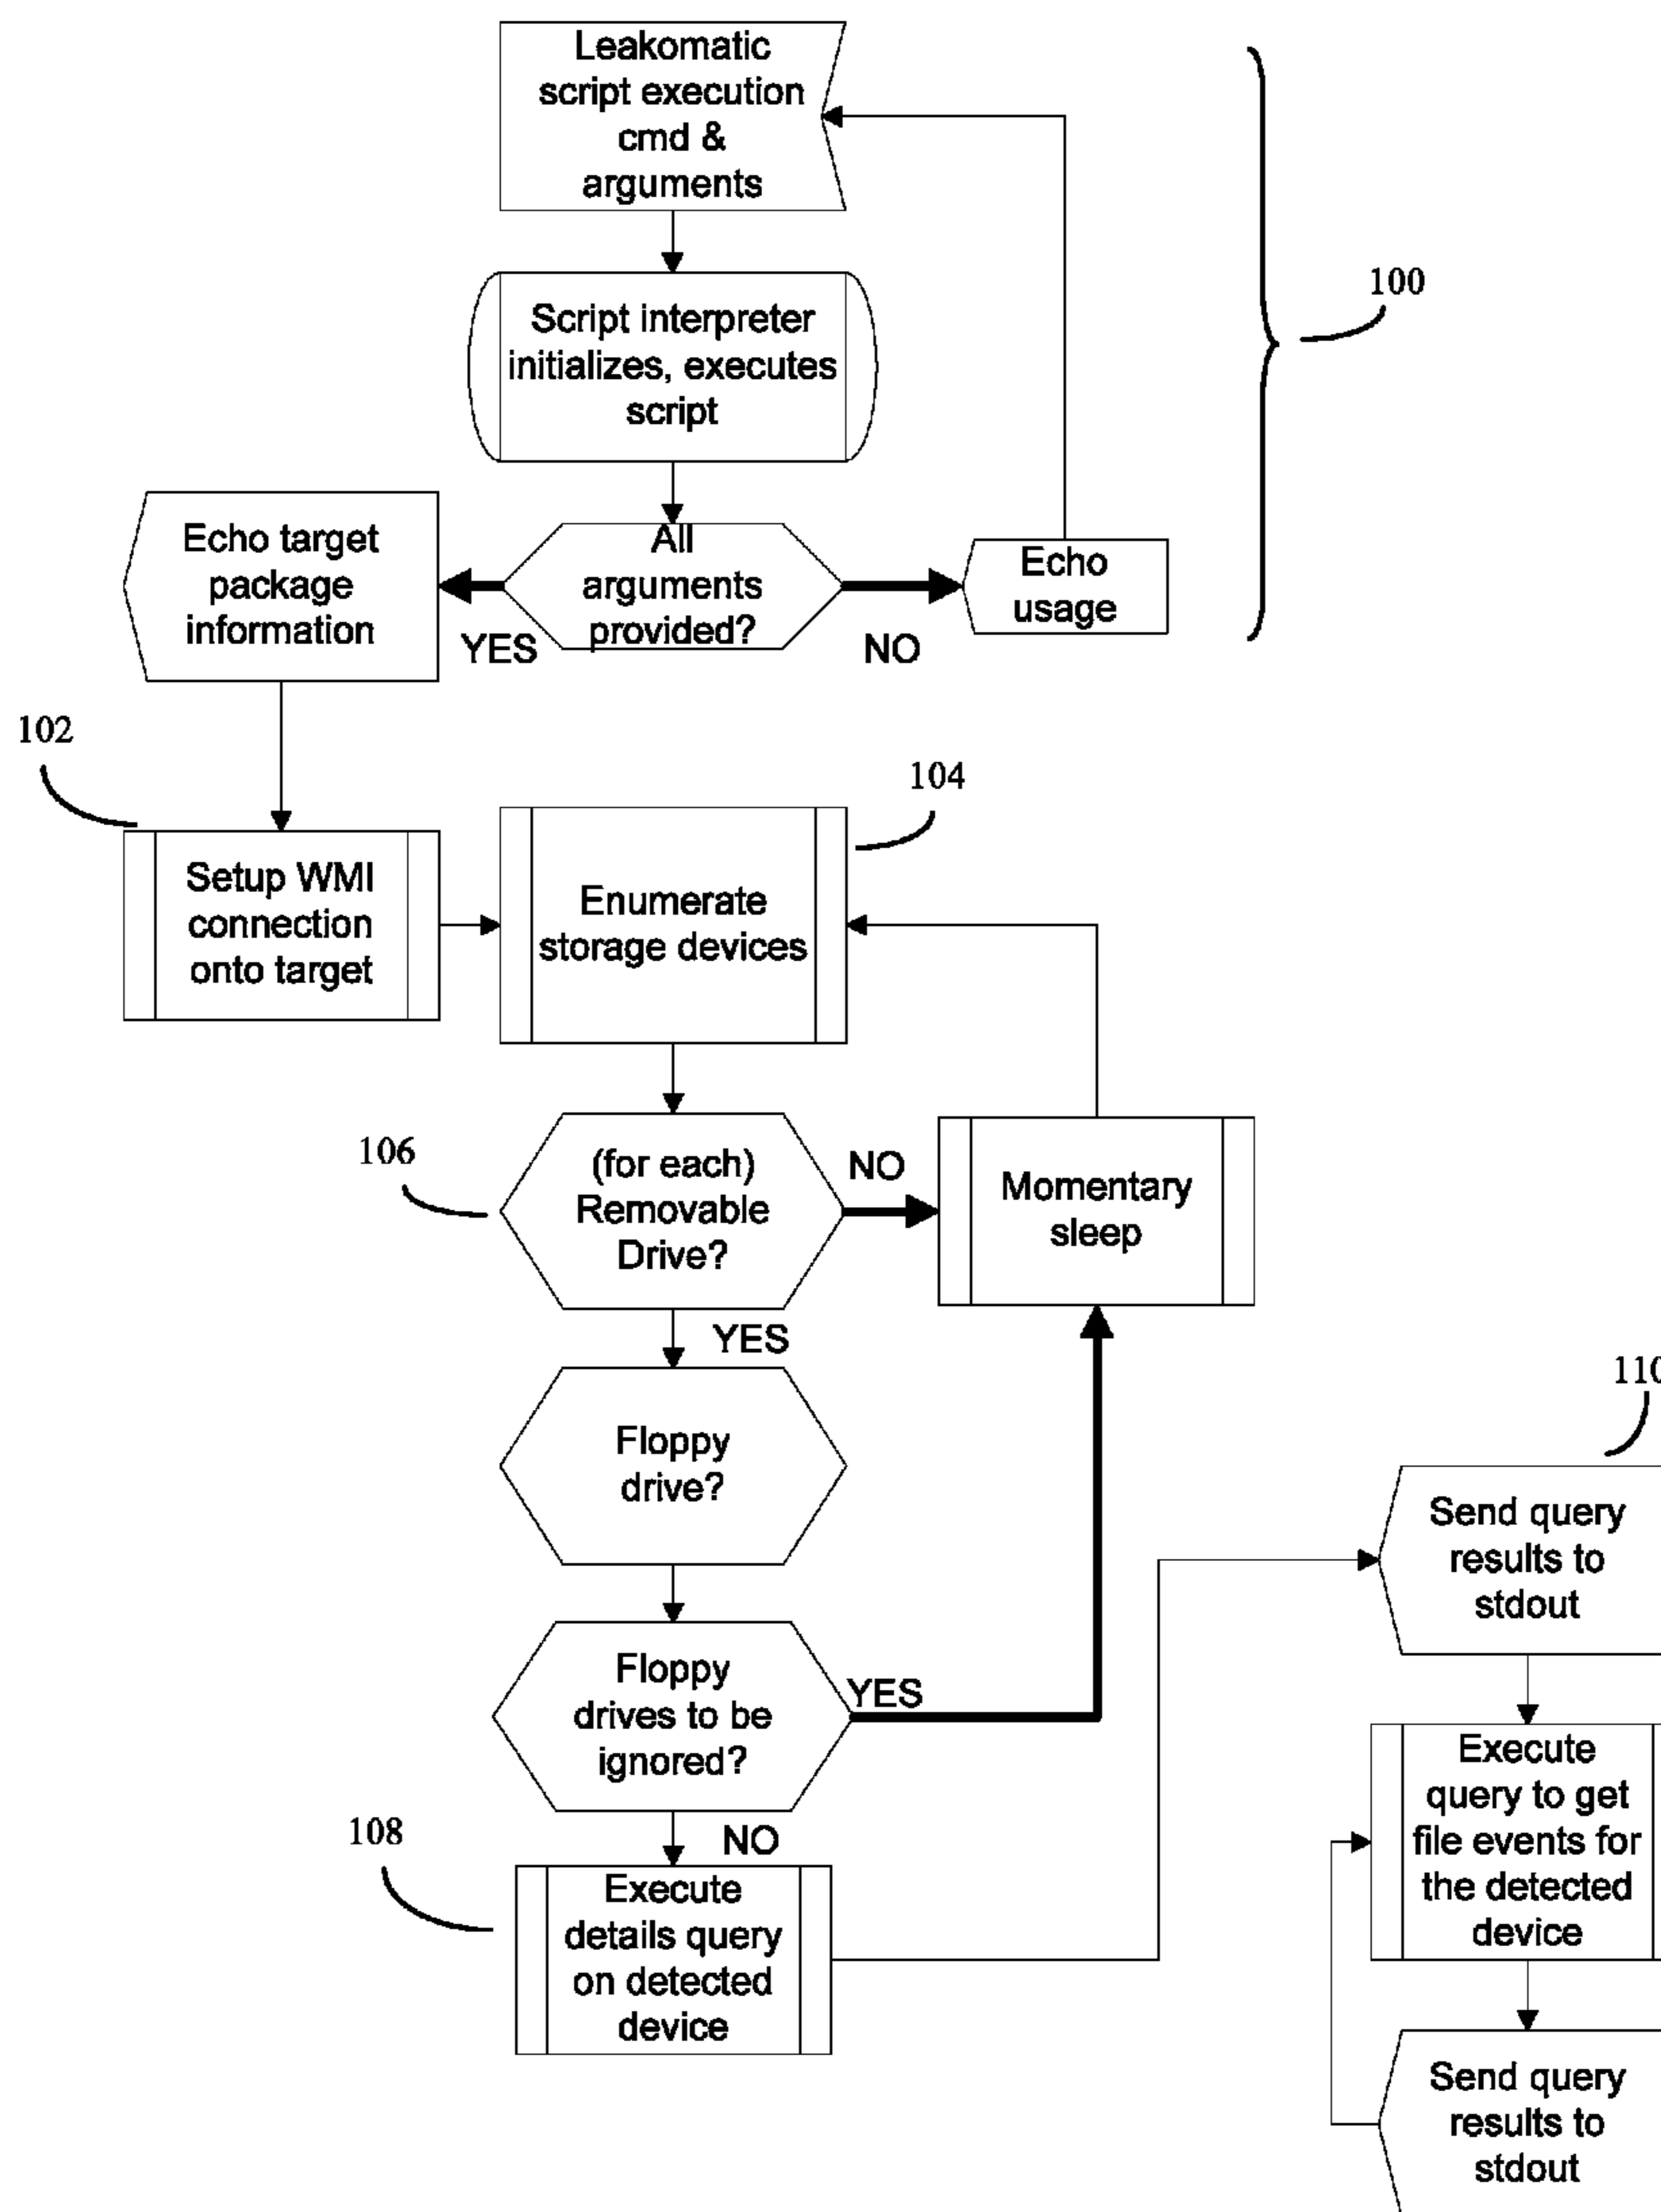 Leakomatic
script execution
cmd &
arguments
100
Script interpreter
initializes, executes
script
Echo target
package
information
All
arguments
provided?
Echo
usage
YES
NO
102
104
Setup WMI
connection
onto target
Enumerate
storage devices
106
(for each)
Removable
Drive?
NO
Momentary
sleep
YES
Floppy
drive?
110
Send query
results to
stdout
Floppy
drives to be
ignored?
YES
Execute
query to get
file events for
the detected
device
108
NO
Execute
details query
on detected
device
Send query
results to
stdout